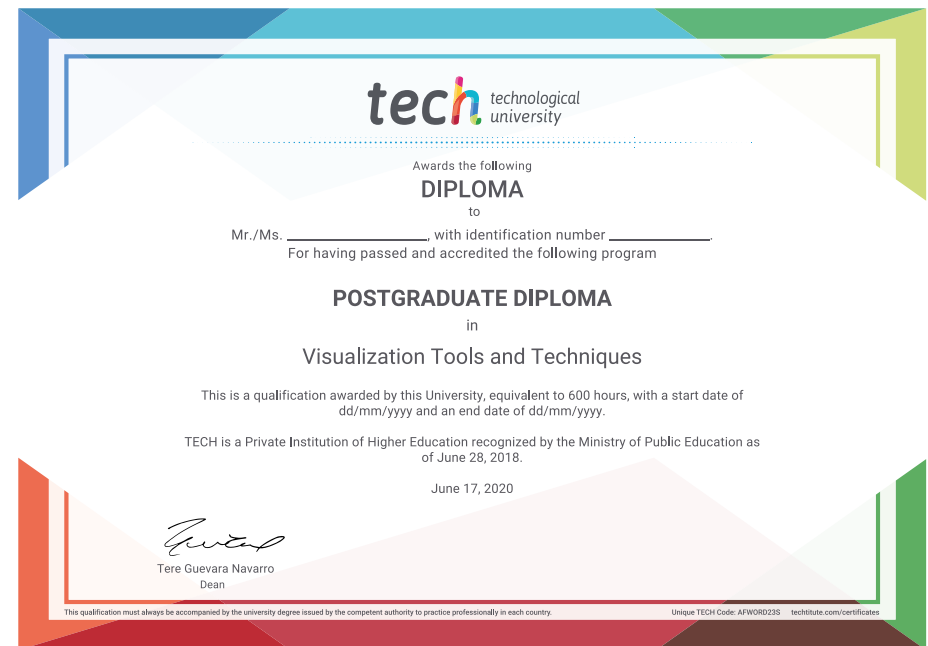 tech technological
university
Awards the following
DIPLOMA
to
Mr./Ms. ____________________, with identification number ______________.
For having passed and accredited the following program
POSTGRADUATE DIPLOMA
in
Visualization Tools and Techniques
This is a qualification awarded by this University, equivalent to 600 hours, with a start date of
dd/mm/yyyy and an end date of dd/mm/yyyy.
TECH is a Private Institution of Higher Education recognized by the Ministry of Public Education as
of June 28, 2018.
June 17, 2020
Tere Guevara Navarro
Dean
This qualification must always be accompanied by the university degree issued by the competent authority to practice professionally in each country.
Unique TECH Code: AFWORD23S techtitute.com/certificates